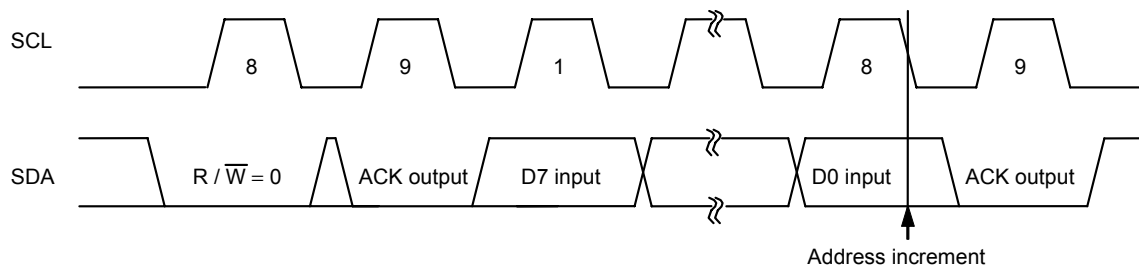 SCL
8
9
1
8
9
SDA
R / W̅ = 0
ACK output
D7 input
D0 input
ACK output
Address increment